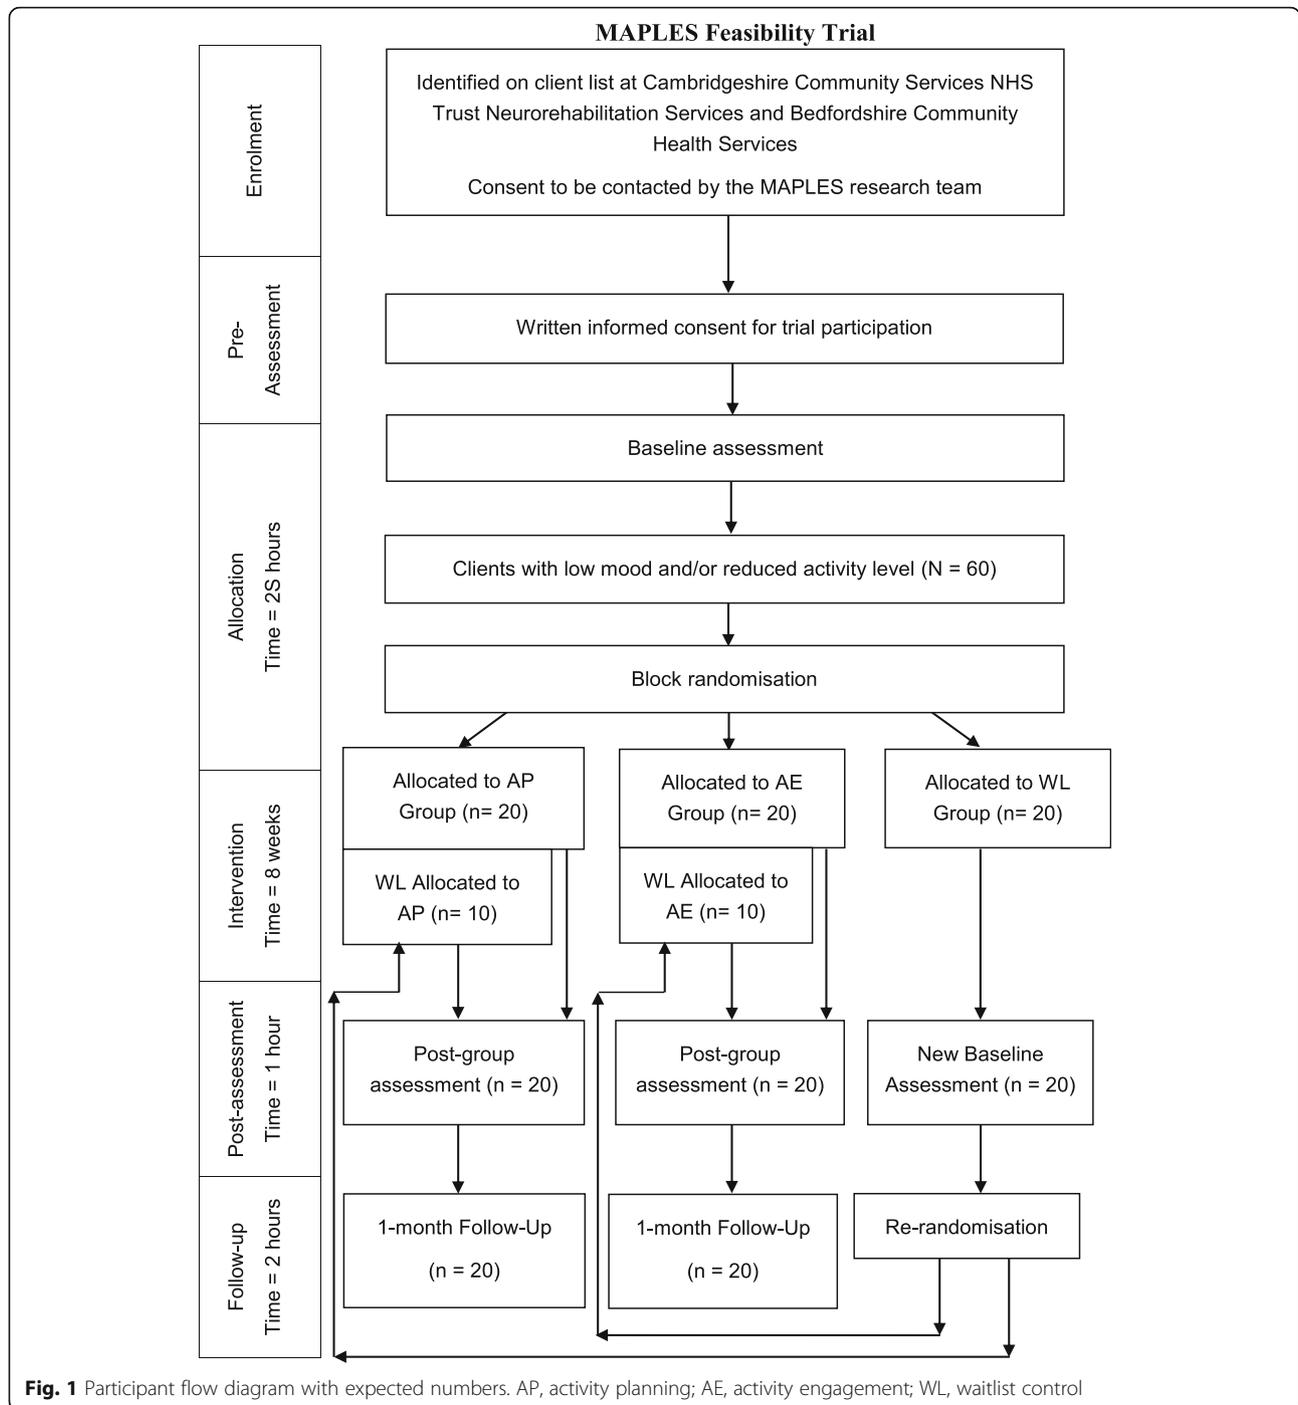 MAPLES Feasibility Trial
Enrolment
Identified on client list at Cambridgeshire Community Services NHS
Trust Neurorehabilitation Services and Bedfordshire Community
Health Services
Consent to be contacted by the MAPLES research team
Pre-
Assessment
Written informed consent for trial participation
Allocation
Time = 2S hours
Baseline assessment
Clients with low mood and/or reduced activity level (N = 60)
Block randomisation
Allocated to AP
Group (n= 20)
Allocated to AE
Group (n= 20)
Allocated to WL
Group (n= 20)
Intervention
Time = 8 weeks
WL Allocated to
AP (n= 10)
WL Allocated to
AE (n= 10)
Post-assessment
Time = 1 hour
Post-group
assessment (n = 20)
Post-group
assessment (n = 20)
New Baseline
Assessment (n = 20)
Follow-up
Time = 2 hours
1-month Follow-Up
(n = 20)
1-month Follow-Up
(n = 20)
Re-randomisation
Fig. 1 Participant flow diagram with expected numbers. AP, activity planning; AE, activity engagement; WL, waitlist control